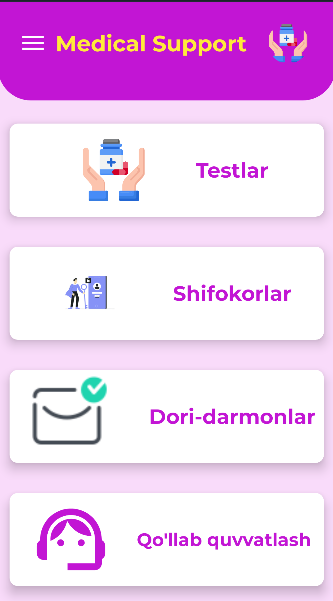 Medical Support
Testlar
Shifokorlar
Dori-darmonlar
Qo'llab quvvatlash